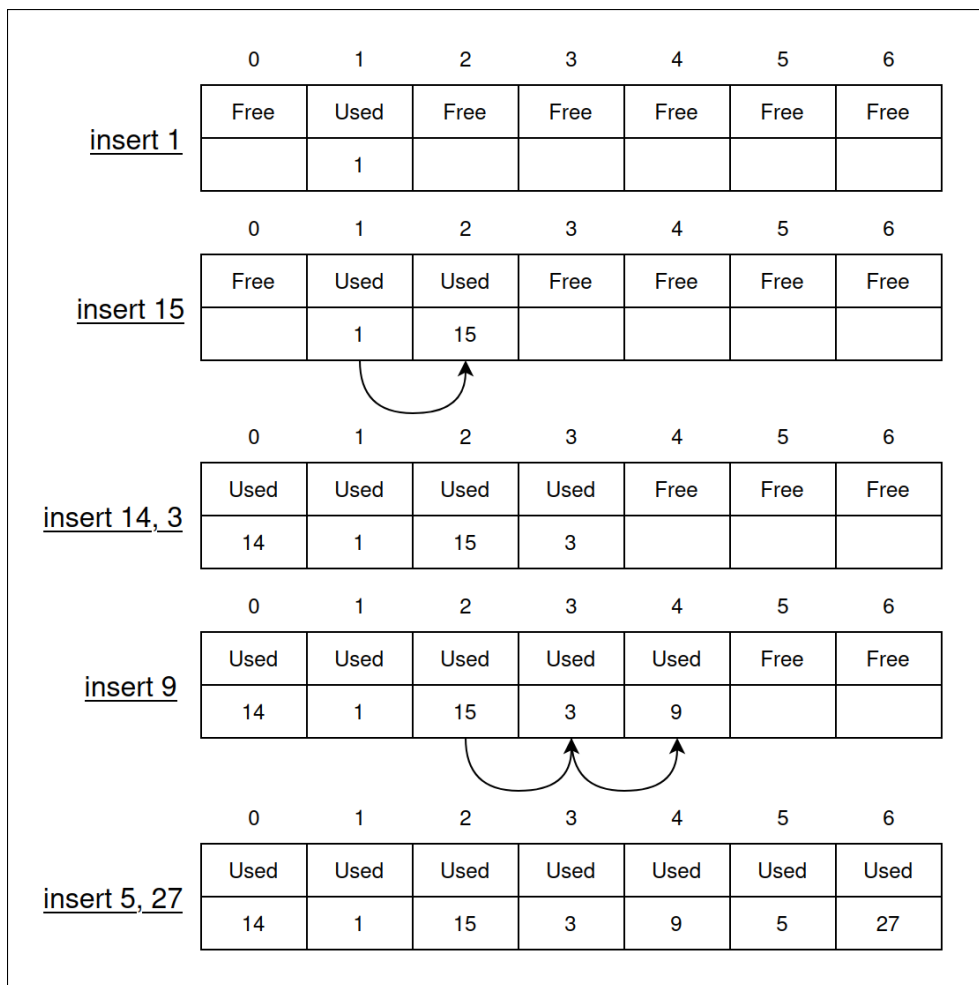 0 1 2 3 4 5 6
Free Used Free Free Free Free Free
insert 1
1
0 1 2 3 4 5 6
Free Used Used Free Free Free Free
insert 15
1 15
0 1 2 3 4 5 6
Used Used Used Used Free Free Free
insert 14, 3
14 1 15 3
0 1 2 3 4 5 6
Used Used Used Used Used Free Free
insert 9
14 1 15 3 9
0 1 2 3 4 5 6
Used Used Used Used Used Used Used
insert 5, 27
14 1 15 3 9 5 27